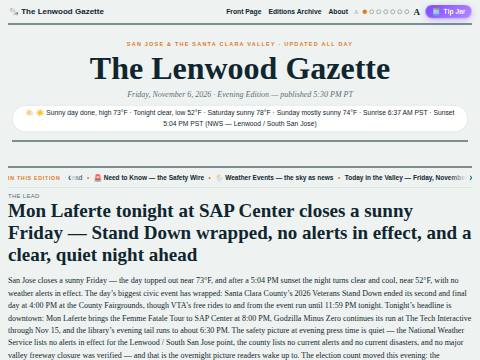 The Lenwood Gazette
Front Page Editions Archive About A A Tip Jar
SAN JOSE & THE SANTA CLARA VALLEY · UPDATED ALL DAY
The Lenwood Gazette
Friday, November 6, 2026 · Evening Edition — published 5:30 PM PT
Sunday done, high 73°F · Tonight clear, low 52°F · Saturday sunny 78°F · Sunday mostly sunny 74°F · Sunrise 6:37 AM PT · Sunset
5:04 PM PST (NWS — Lenwood / South San Jose)
IN THIS EDITION ‹ ead • Need to Know — the Safety Wire • Weather Events — the sky as news • Today in the Valley — Friday, November ›
THE LEAD
Mon Laferte tonight at SAP Center closes a sunny
Friday — Stand Down wrapped, no alerts in effect, and a
clear, quiet night ahead
San Jose closes a sunny Friday — the day topped out near 73°F, and after a 5:04 PM sunset the night turns clear and cool, near 52°F, with no
weather alerts in effect. The day's biggest civic event has wrapped: Santa Clara County's 2026 Veterans Stand Down closed its second and final
day at 4:00 PM at the County Fairgrounds, though VTA's free rides to and from the event run until 11:59 PM tonight. Tonight's headline is
downtown: Mon Laferte brings the Femme Fatale Tour to SAP Center at 8:00 PM, Godzilla Minus Zero continues its run at The Tech Interactive
through Nov 15, and the library's evening tail runs to about 6:30 PM. The safety picture at evening press time is quiet — the National Weather
Service lists no alerts in effect for the Lenwood / South San Jose point, the county lists no current alerts and no current disasters, and no major
valley freeway closure was verified — and that is the overnight picture readers wake up to. The election count moved this evening: the